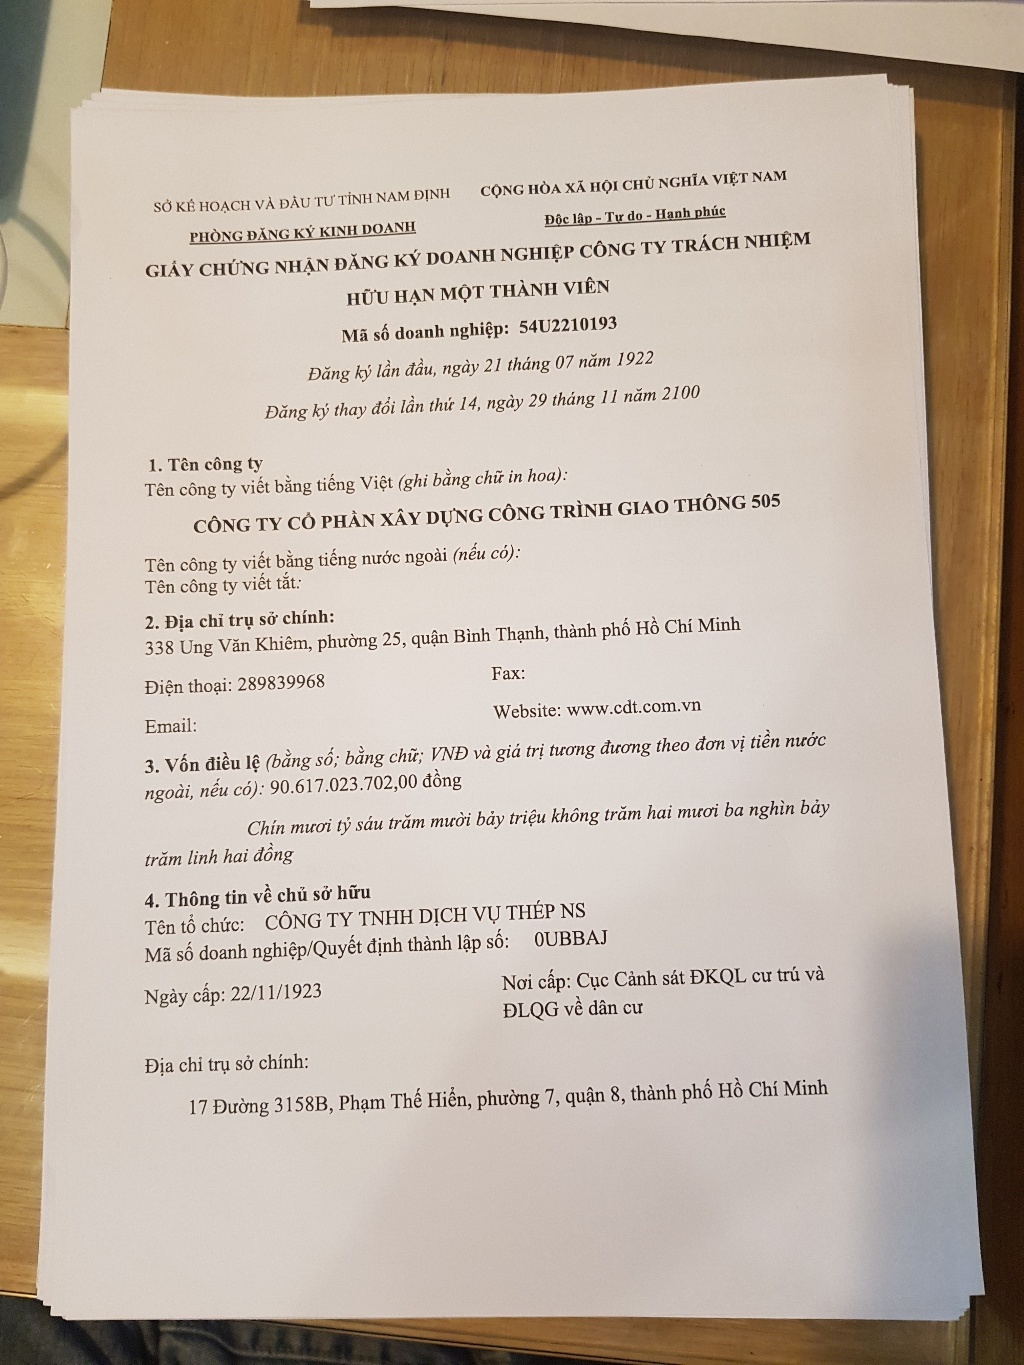 SỞ KẾ HOẠCH VÀ ĐẦU TƯ TỈNH NAM ĐỊNH
CỘNG HÒA XÃ HỘI CHỦ NGHĨA VIỆT NAM
PHÒNG ĐĂNG KÝ KINH DOANH
Độc lập - Tự do - Hạnh phúc
GIẤY CHỨNG NHẬN ĐĂNG KÝ DOANH NGHIỆP CÔNG TY TRÁCH NHIỆM
HỮU HẠN MỘT THÀNH VIÊN
Mã số doanh nghiệp: 54U2210193
Đăng ký lần đầu, ngày 21 tháng 07 năm 1922
Đăng ký thay đổi lần thứ 14, ngày 29 tháng 11 năm 2100
1. Tên công ty
Tên công ty viết bằng tiếng Việt (ghi bằng chữ in hoa):
CÔNG TY CỔ PHẦN XÂY DỰNG CÔNG TRÌNH GIAO THÔNG 505
Tên công ty viết bằng tiếng nước ngoài (nếu có):
Tên công ty viết tắt:
2. Địa chỉ trụ sở chính:
338 Ung Văn Khiêm, phường 25, quận Bình Thạnh, thành phố Hồ Chí Minh
Điện thoại: 289839968
Fax:
Email:
Website: www.cdt.com.vn
3. Vốn điều lệ (bằng số; bằng chữ; VNĐ và giá trị tương đương theo đơn vị tiền nước
ngoài, nếu có): 90.617.023.702,00 đồng
Chín mươi tỷ sáu trăm mười bảy triệu không trăm hai mươi ba nghìn bảy
trăm linh hai đồng
4. Thông tin về chủ sở hữu
Tên tổ chức: CÔNG TY TNHH DỊCH VỤ THÉP NS
Mã số doanh nghiệp/Quyết định thành lập số: 0UBBAJ
Ngày cấp: 22/11/1923
Nơi cấp: Cục Cảnh sát ĐKQL cư trú và
ĐLQG về dân cư
Địa chỉ trụ sở chính:
17 Đường 3158B, Phạm Thế Hiển, phường 7, quận 8, thành phố Hồ Chí Minh